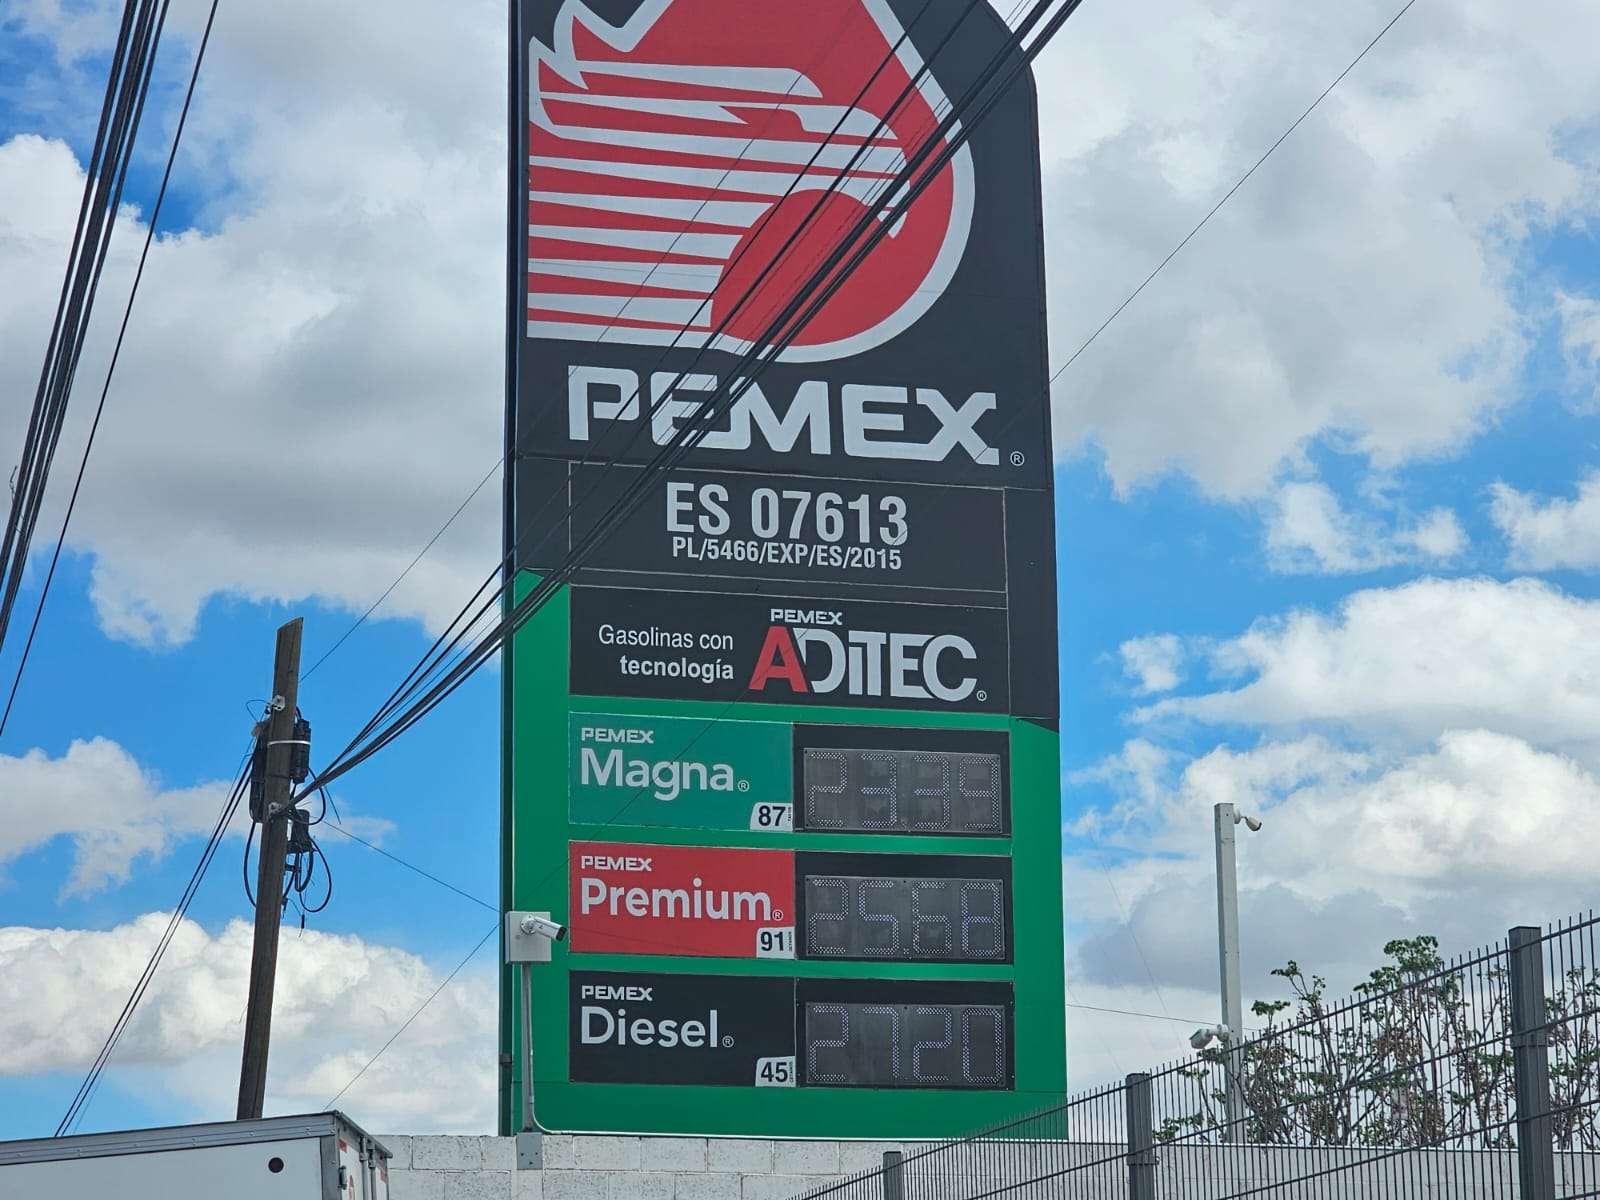 PEMEX®
ES 07613
PL/5466/EXP/ES/2015
Gasolinas con
tecnología
PEMEX
ADITEC®
PEMEX
Magna®
87
23.39
PEMEX
Premium®
91
25.68
PEMEX
Diesel®
45
27.20